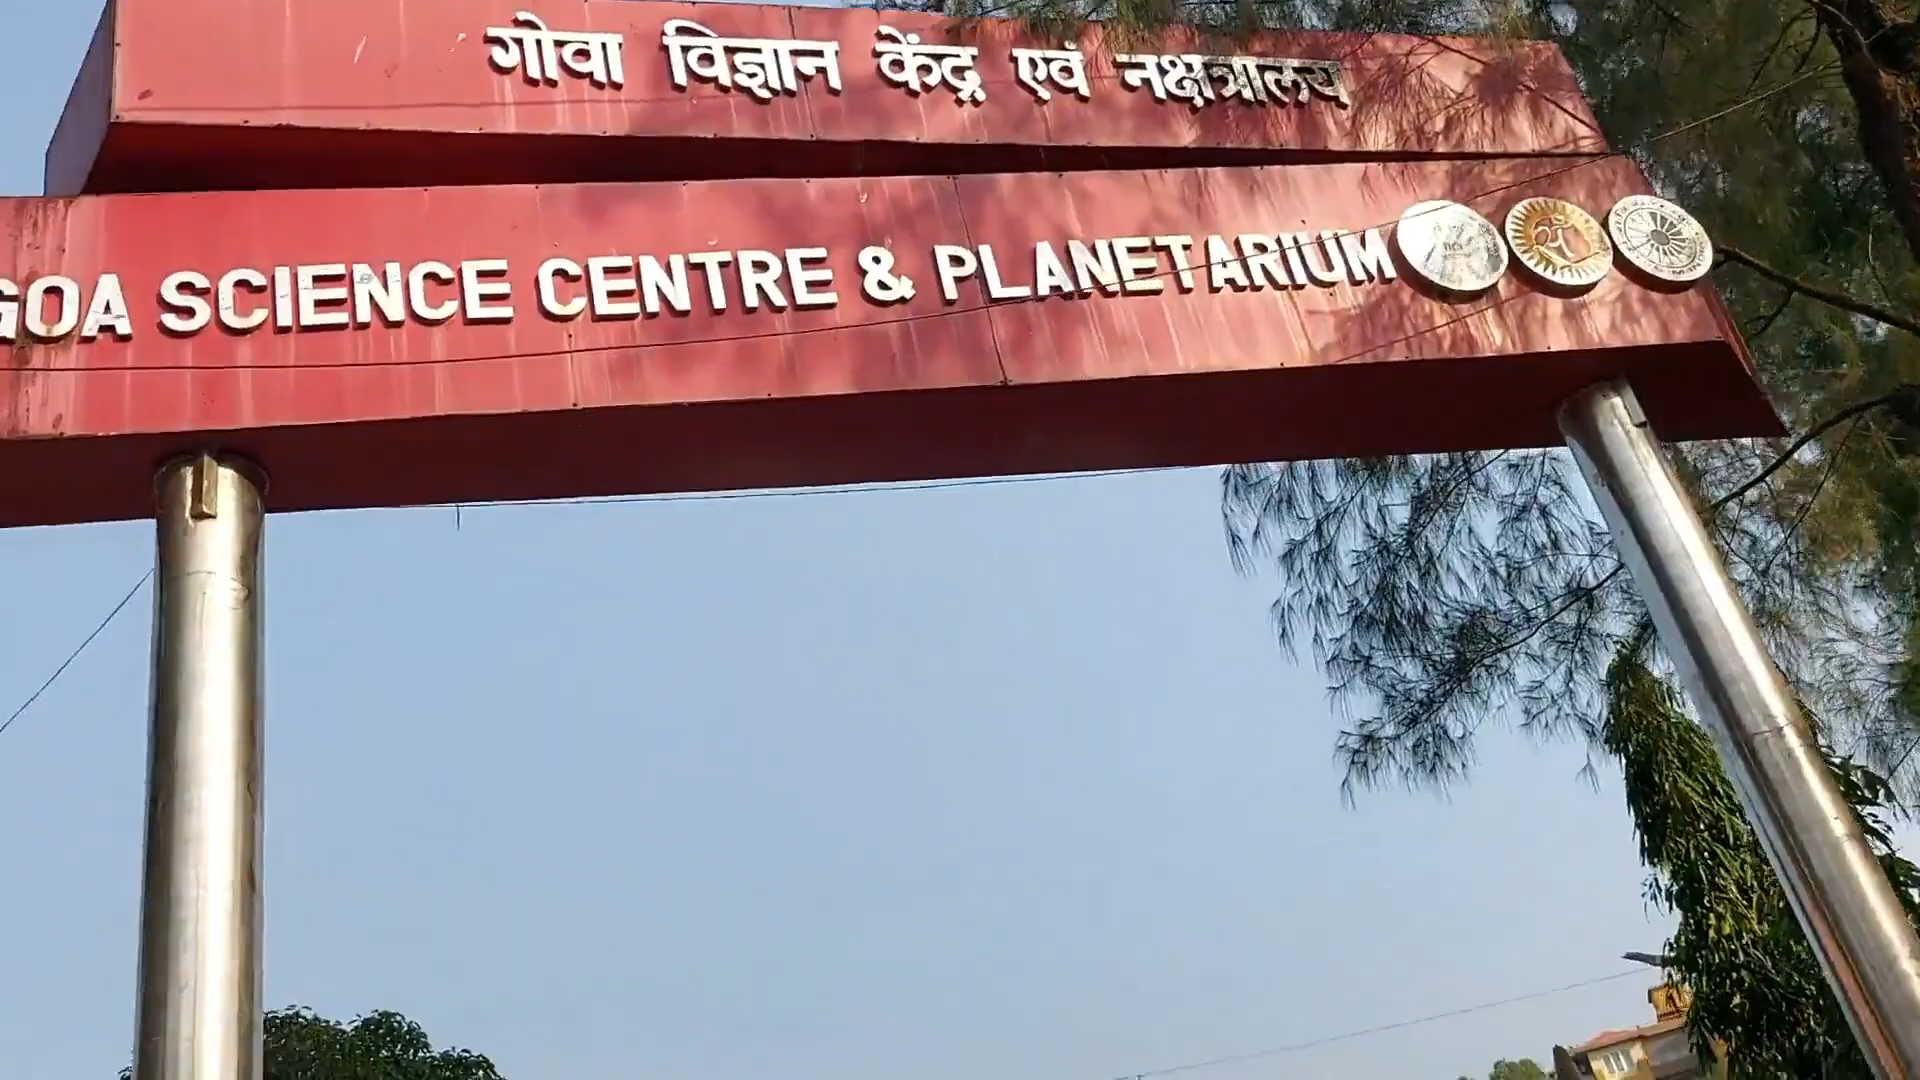 गोवा विज्ञान केंद्र एवं नक्षत्रालय
GOA SCIENCE CENTRE & PLANETARIUM